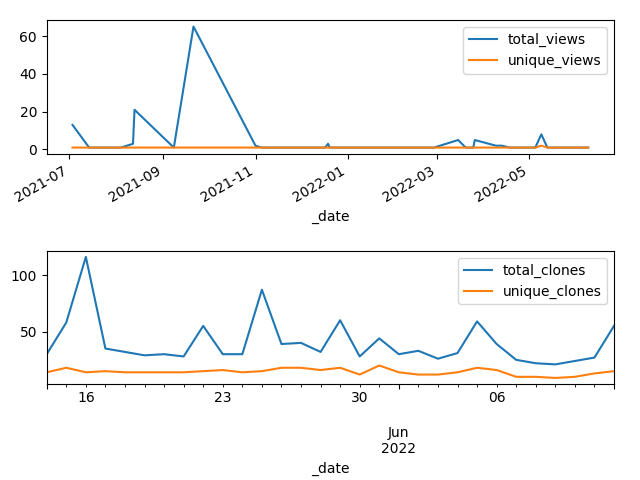 60
40
20
0
total_views
unique_views
2021-07
2021-09
2021-11
2022-01
2022-03
2022-05
_date
100
50
total_clones
unique_clones
16
23
30
06
Jun
2022
_date